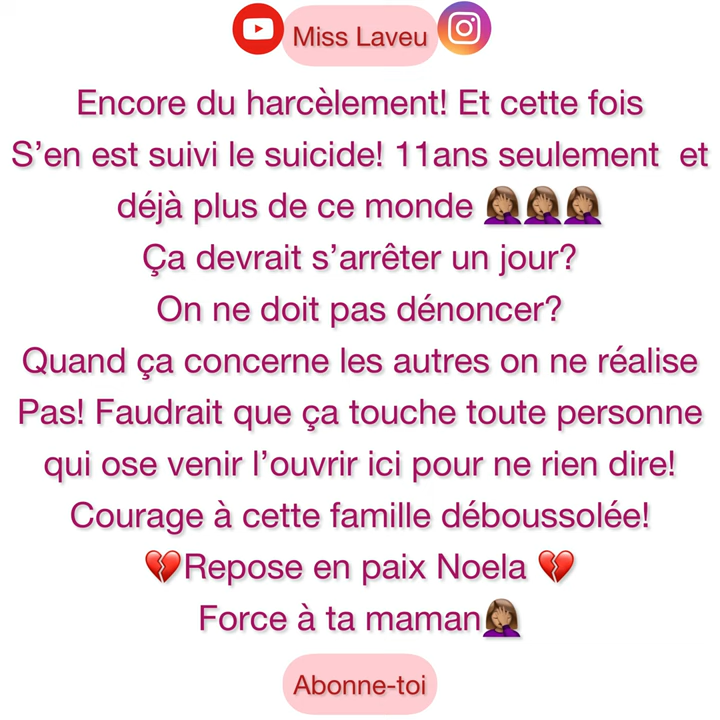 Miss Laveu
Encore du harcèlement! Et cette fois
S’en est suivi le suicide! 11ans seulement et
déjà plus de ce monde 🤦🏾‍♀️🤦🏾‍♀️🤦🏾‍♀️
Ça devrait s’arrêter un jour?
On ne doit pas dénoncer?
Quand ça concerne les autres on ne réalise
Pas! Faudrait que ça touche toute personne
qui ose venir l’ouvrir ici pour ne rien dire!
Courage à cette famille déboussolée!
💔Repose en paix Noela 💔
Force à ta maman🤦🏾‍♀️
Abonne-toi